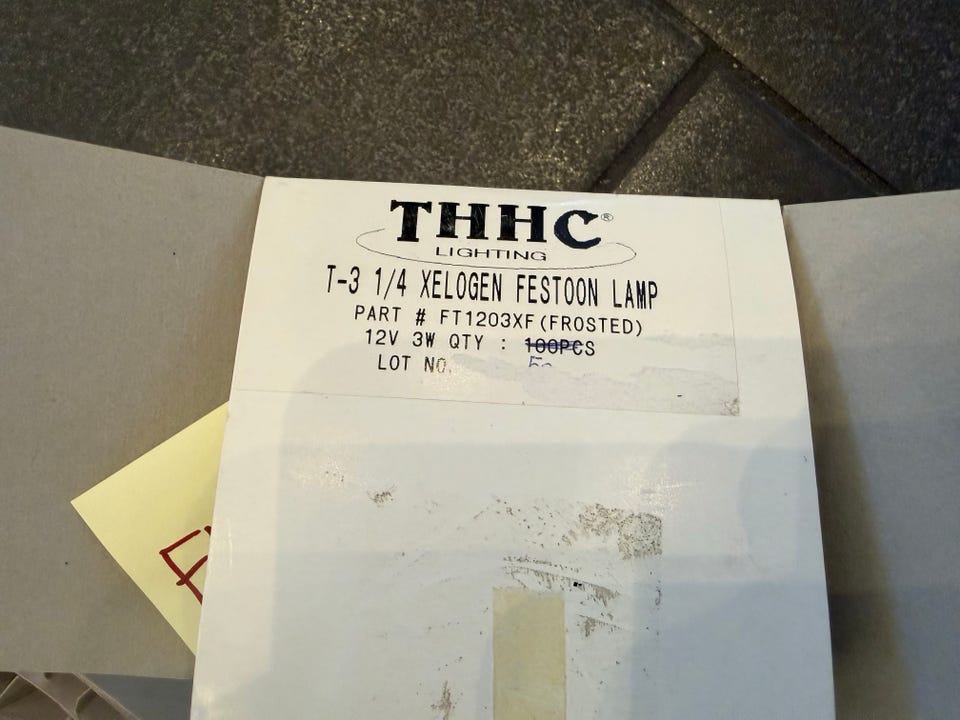 THHC®
LIGHTING
T-3 1/4 XELOGEN FESTOON LAMP
PART # FT1203XF(FROSTED)
12V 3W QTY : 100PCS
LOT NO.